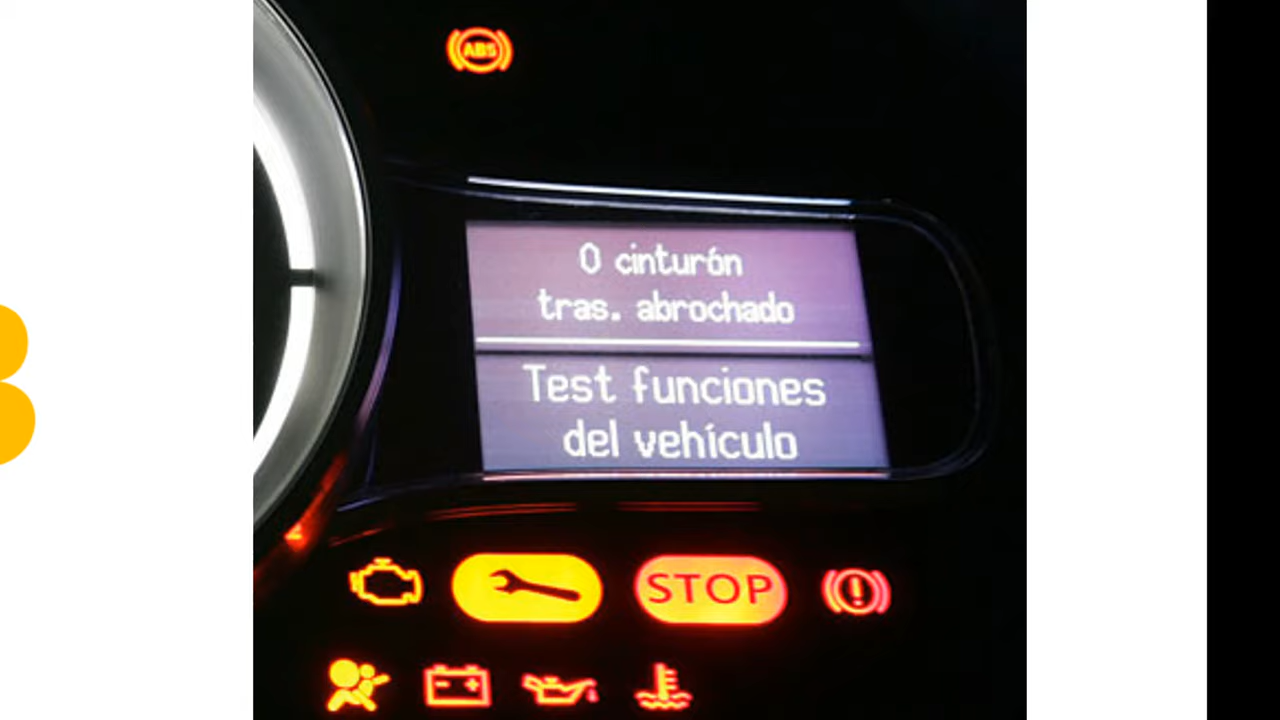 ABS
0 cinturón
tras. abrochado
Test funciones
del vehículo
STOP